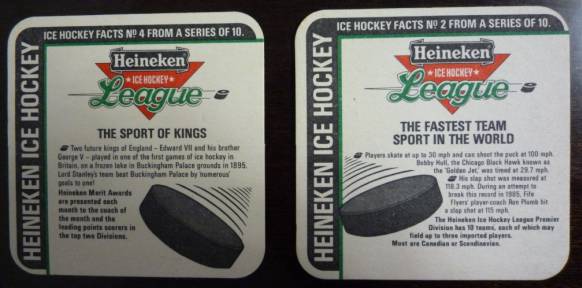 ICE HOCKEY FACTS Nº 4 FROM A SERIES OF 10.
HEINEKEN ICE HOCKEY
Heineken
ICE HOCKEY
League
THE SPORT OF KINGS
Two future kings of England – Edward VII and his brother
George V – played in one of the first games of ice hockey in
Britain, on a frozen lake in Buckingham Palace grounds in 1895.
Lord Stanley's team beat Buckingham Palace by 'numerous'
goals to one!
Heineken Merit Awards
are presented each
month to the coach of
the month and the
leading points scorers in
the top two Divisions.
ICE HOCKEY FACTS Nº 2 FROM A SERIES OF 10.
HEINEKEN ICE HOCKEY
Heineken
ICE HOCKEY
League
THE FASTEST TEAM
SPORT IN THE WORLD
Players skate at up to 30 mph and can shoot the puck at 100 mph.
Bobby Hull, the Chicago Black Hawk known as
the 'Golden Jet,' was timed at 29.7 mph.
His slap shot was measured at
118.3 mph. During an attempt to
break this record in 1985, Fife
Flyers' player-coach Ron Plumb hit
a slap shot at 115 mph.
The Heineken Ice Hockey League Premier
Division has 10 teams, each of which may
field up to three imported players.
Most are Canadian or Scandinavian.